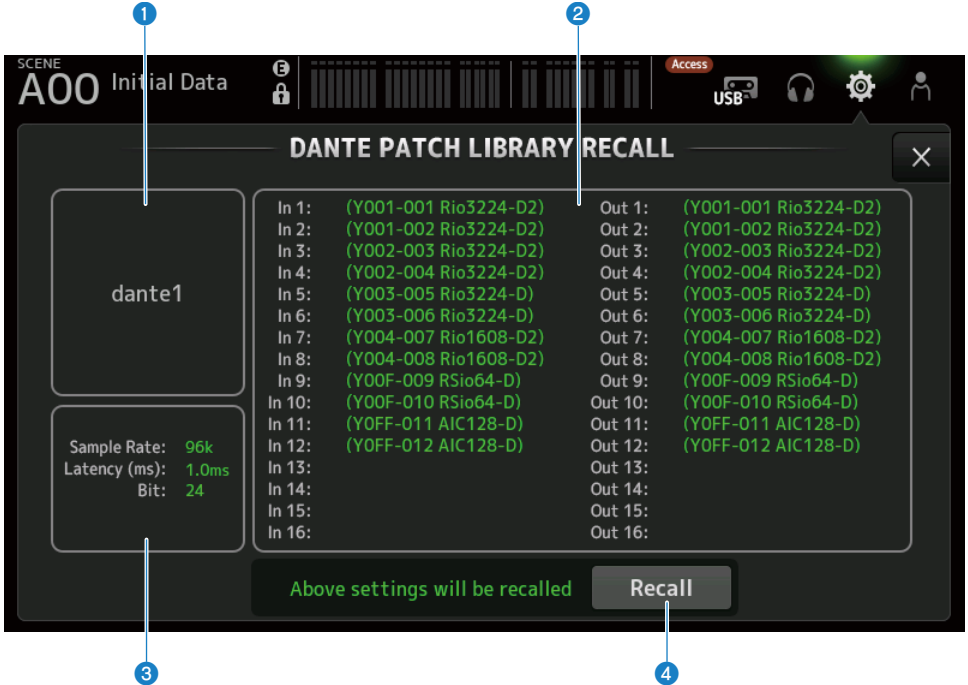 1 2
SCENE
A00 Initial Data
E
Access
USB
DANTE PATCH LIBRARY RECALL
dante1
Sample Rate: 96k
Latency (ms): 1.0ms
Bit: 24
In 1: (Y001-001 Rio3224-D2) Out 1: (Y001-001 Rio3224-D2)
In 2: (Y001-002 Rio3224-D2) Out 2: (Y001-002 Rio3224-D2)
In 3: (Y002-003 Rio3224-D2) Out 3: (Y002-003 Rio3224-D2)
In 4: (Y002-004 Rio3224-D2) Out 4: (Y002-004 Rio3224-D2)
In 5: (Y003-005 Rio3224-D) Out 5: (Y003-005 Rio3224-D)
In 6: (Y003-006 Rio3224-D) Out 6: (Y003-006 Rio3224-D)
In 7: (Y004-007 Rio1608-D2) Out 7: (Y004-007 Rio1608-D2)
In 8: (Y004-008 Rio1608-D2) Out 8: (Y004-008 Rio1608-D2)
In 9: (Y00F-009 RSio64-D) Out 9: (Y00F-009 RSio64-D)
In 10: (Y00F-010 RSio64-D) Out 10: (Y00F-010 RSio64-D)
In 11: (Y0FF-011 AIC128-D) Out 11: (Y0FF-011 AIC128-D)
In 12: (Y0FF-012 AIC128-D) Out 12: (Y0FF-012 AIC128-D)
In 13: Out 13:
In 14: Out 14:
In 15: Out 15:
In 16: Out 16:
Above settings will be recalled Recall
3 4